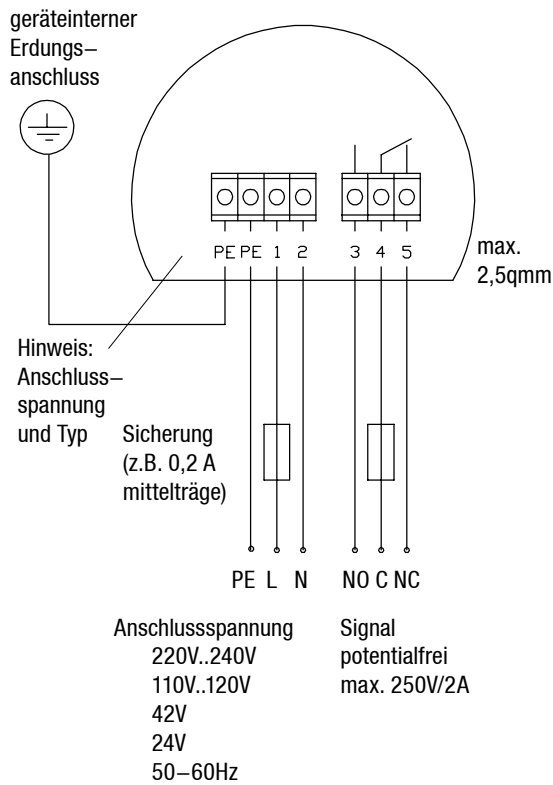 geräteinterner
Erdungs–
anschluss
PE PE 1 2 3 4 5
max.
2,5qmm
Hinweis:
Anschluss–
spannung
und Typ
Sicherung
(z.B. 0,2 A
mittelträge)
PE L N NO C NC
Anschlussspannung
220V..240V
110V..120V
42V
24V
50–60Hz
Signal
potentialfrei
max. 250V/2A